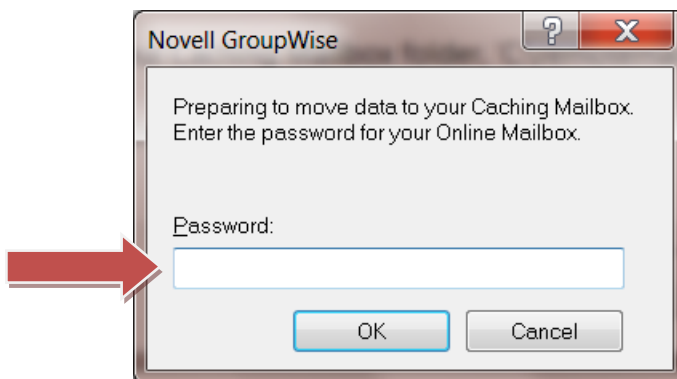 Novell GroupWise
Preparing to move data to your Caching Mailbox.
Enter the password for your Online Mailbox.
Password:
OK
Cancel